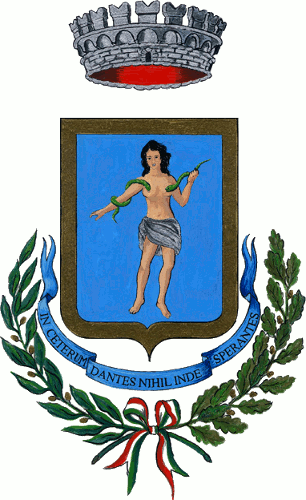 IN CETERUM DANTES NIHIL INDE SPERANTES